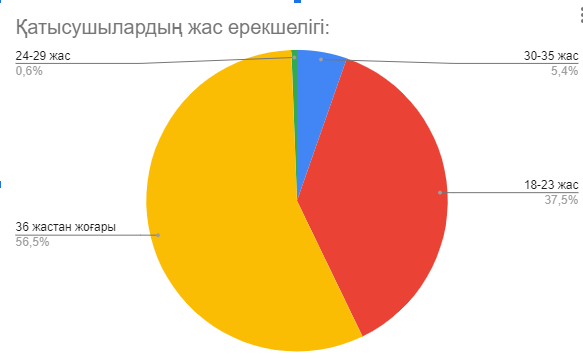 Қатысушылардың жас ерекшелігі:
24-29 жас
0,6%
30-35 жас
5,4%
18-23 жас
37,5%
36 жастан жоғары
56,5%